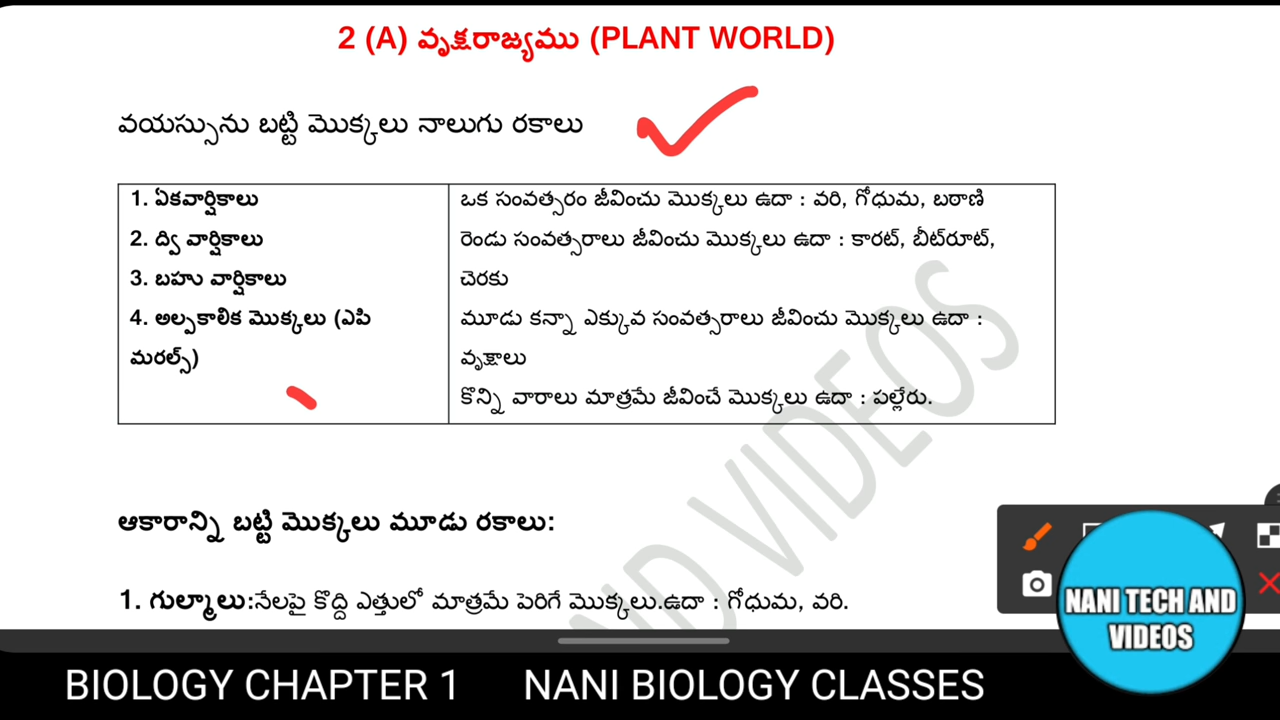 2 (A) వృక్షరాజ్యము (PLANT WORLD)
వయస్సును బట్టి మొక్కలు నాలుగు రకాలు
1. ఏకవార్షికాలు
2. ద్వి వార్షికాలు
3. బహు వార్షికాలు
4. అల్పకాలిక మొక్కలు (ఎపి
మరల్స్)
ఒక సంవత్సరం జీవించు మొక్కలు ఉదా : వరి, గోధుమ, బఠాణి
రెండు సంవత్సరాలు జీవించు మొక్కలు ఉదా : కారట్, బీట్‌రూట్,
చెరకు
మూడు కన్నా ఎక్కువ సంవత్సరాలు జీవించు మొక్కలు ఉదా :
వృక్షాలు
కొన్ని వారాలు మాత్రమే జీవించే మొక్కలు ఉదా : పల్లేరు.
ఆకారాన్ని బట్టి మొక్కలు మూడు రకాలు:
1. గుల్మాలు:నేలపై కొద్ది ఎత్తులో మాత్రమే పెరిగే మొక్కలు.ఉదా : గోధుమ, వరి.
ND VIDEOS
NANI TECH AND
VIDEOS
BIOLOGY CHAPTER 1 NANI BIOLOGY CLASSES